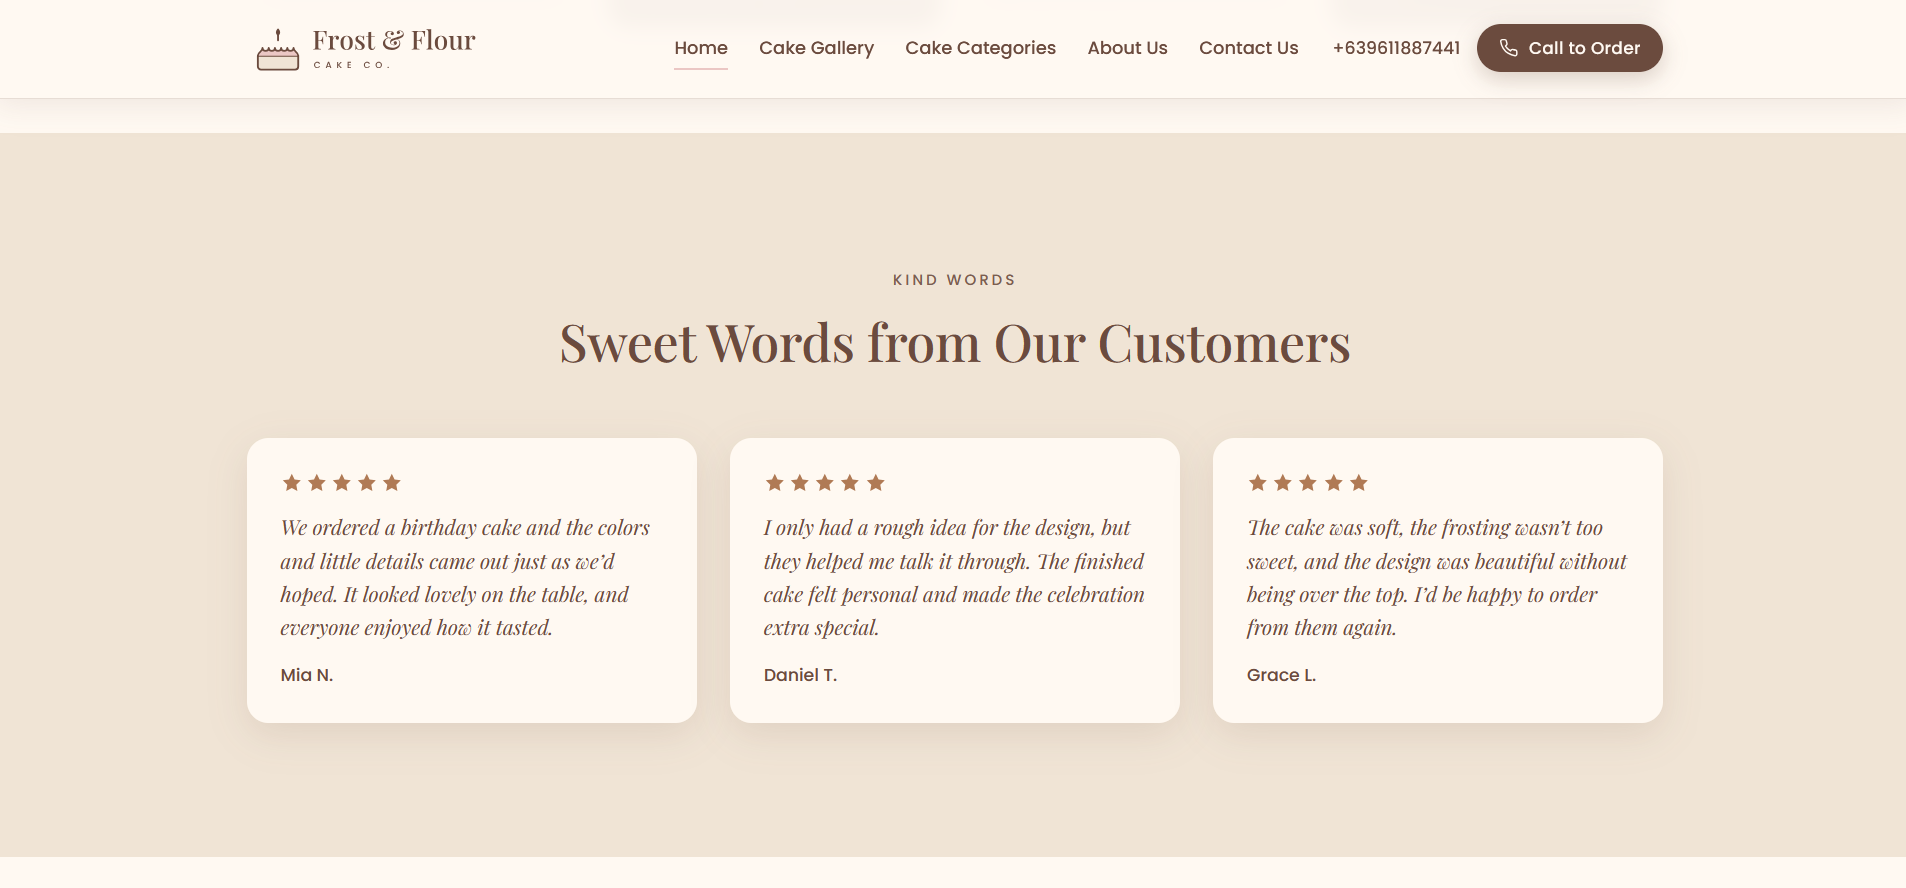 Frost & Flour
CAKE CO.
Home
Cake Gallery
Cake Categories
About Us
Contact Us
+639611887441
Call to Order
KIND WORDS
Sweet Words from Our Customers
We ordered a birthday cake and the colors
and little details came out just as we’d
hoped. It looked lovely on the table, and
everyone enjoyed how it tasted.
Mia N.
I only had a rough idea for the design, but
they helped me talk it through. The finished
cake felt personal and made the celebration
extra special.
Daniel T.
The cake was soft, the frosting wasn’t too
sweet, and the design was beautiful without
being over the top. I’d be happy to order
from them again.
Grace L.